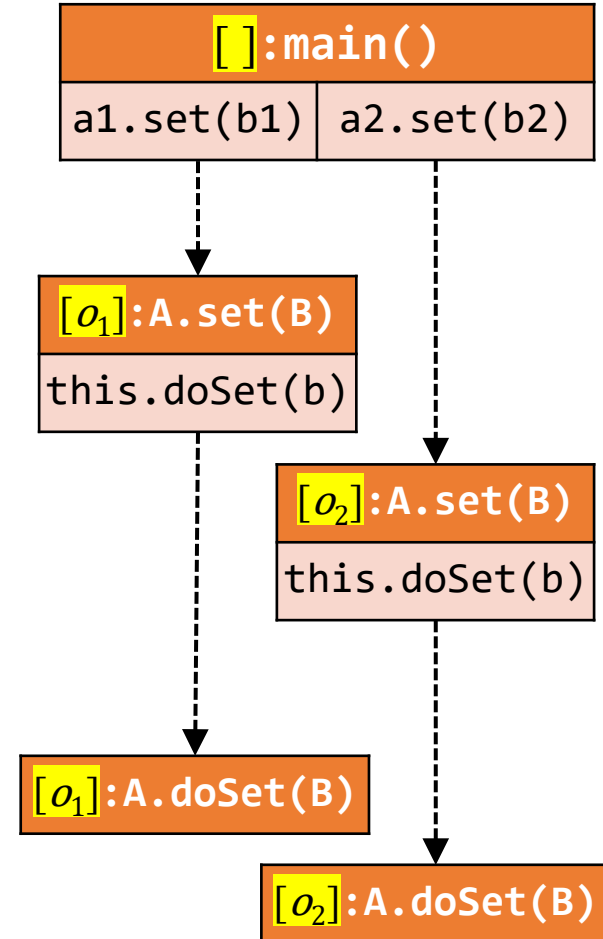 [ ]:main()
a1.set(b1) a2.set(b2)
[o₁]:A.set(B)
this.doSet(b)
[o₂]:A.set(B)
this.doSet(b)
[o₁]:A.doSet(B)
[o₂]:A.doSet(B)